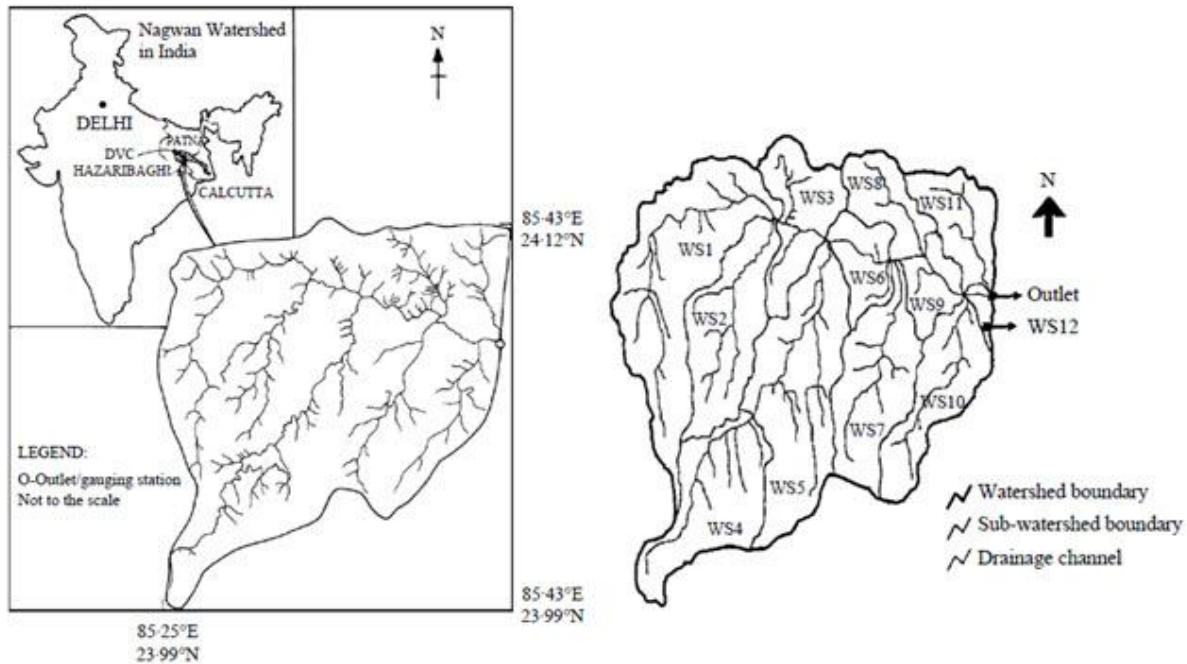 Nagwan Watershed
in India
N
DELHI
PATNA
DVC
HAZARIBAGH
CALCUTTA
85·43°E
24·12°N
LEGEND:
O-Outlet/gauging station
Not to the scale
85·43°E
23·99°N
85·25°E
23·99°N
N
WS3
WS8
WS11
WS1
WS6
WS9
Outlet
WS2
WS12
WS10
WS7
WS5
WS4
Watershed boundary
Sub-watershed boundary
Drainage channel